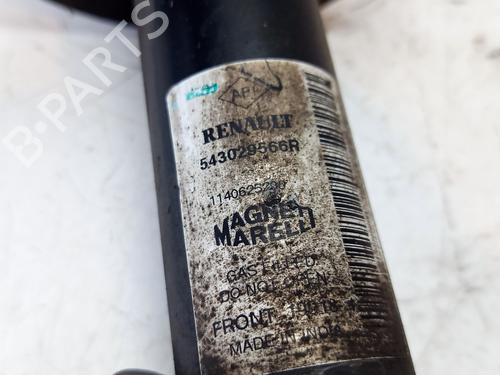 RENAULT
543029566R
MAGNETI
MARELLI
GAS FILLED
DO NOT OPEN
FRONT
MADE IN INDIA
B-PARTS